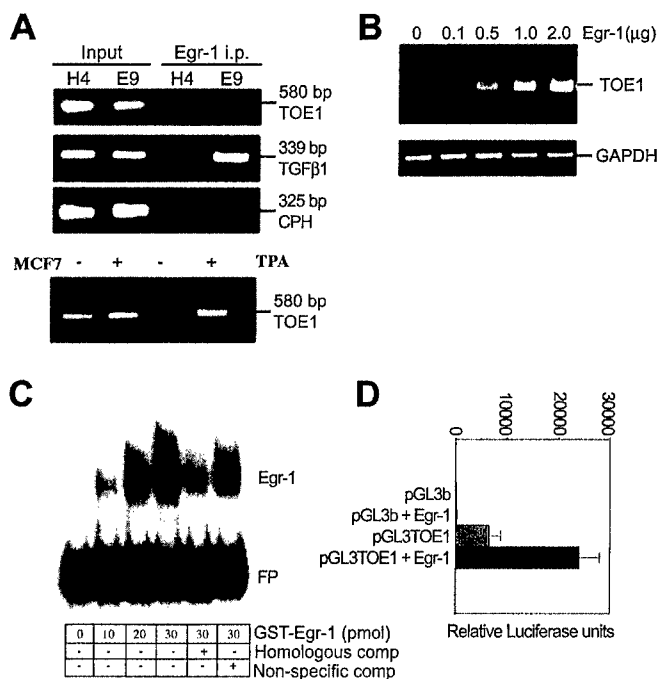 A
Input Egr-1 i.p.
H4 E9 H4 E9
580 bp
TOE1
339 bp
TGFβ1
325 bp
CPH
MCF7 - + - + TPA
580 bp
TOE1
B
0 0.1 0.5 1.0 2.0 Egr-1(μg)
TOE1
GAPDH
C
Egr-1
FP
0 10 20 30 30 30 GST-Egr-1 (pmol)
- - - - + - Homologous comp
- - - - - + Non-specific comp
D
0 10000 20000 30000
pGL3b
pGL3b + Egr-1
pGL3TOE1
pGL3TOE1 + Egr-1
Relative Luciferase units